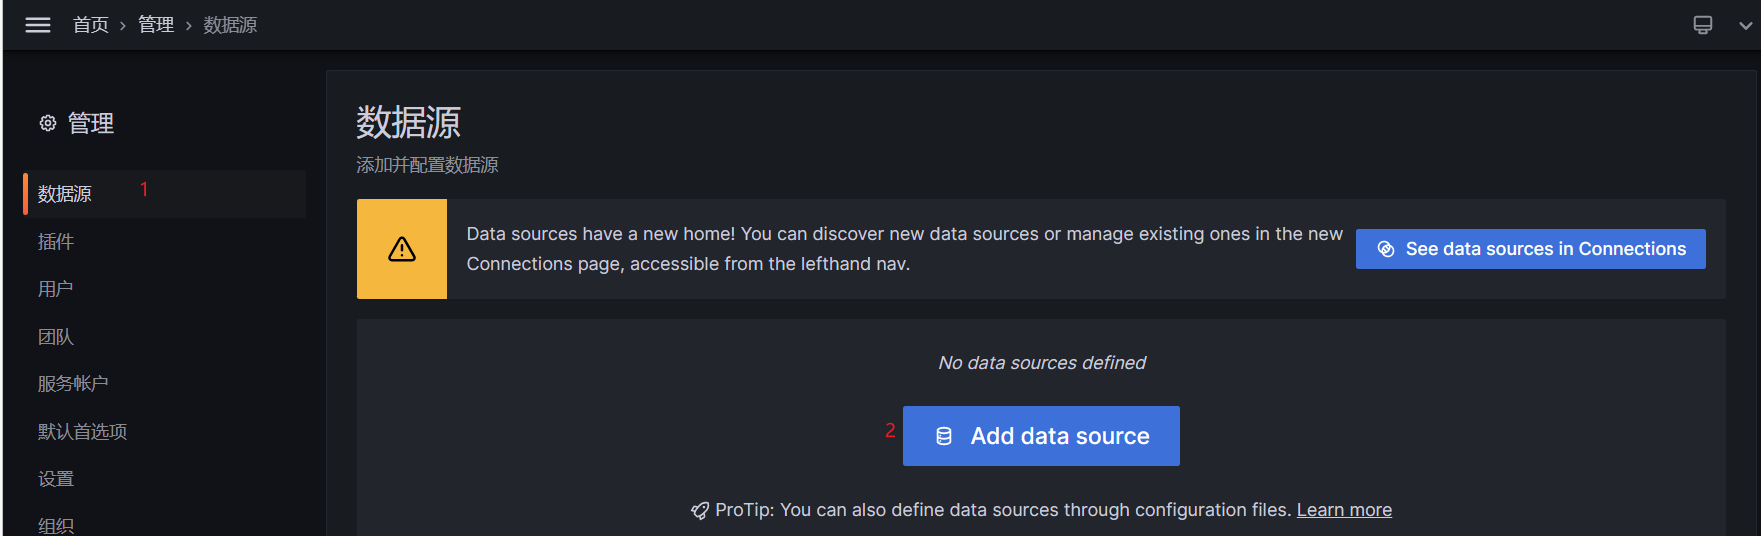 首页 › 管理 › 数据源
管理
数据源 1
插件
用户
团队
服务帐户
默认首选项
设置
组织
数据源
添加并配置数据源
Data sources have a new home! You can discover new data sources or manage existing ones in the new
Connections page, accessible from the lefthand nav.
See data sources in Connections
No data sources defined
2 Add data source
ProTip: You can also define data sources through configuration files. Learn more